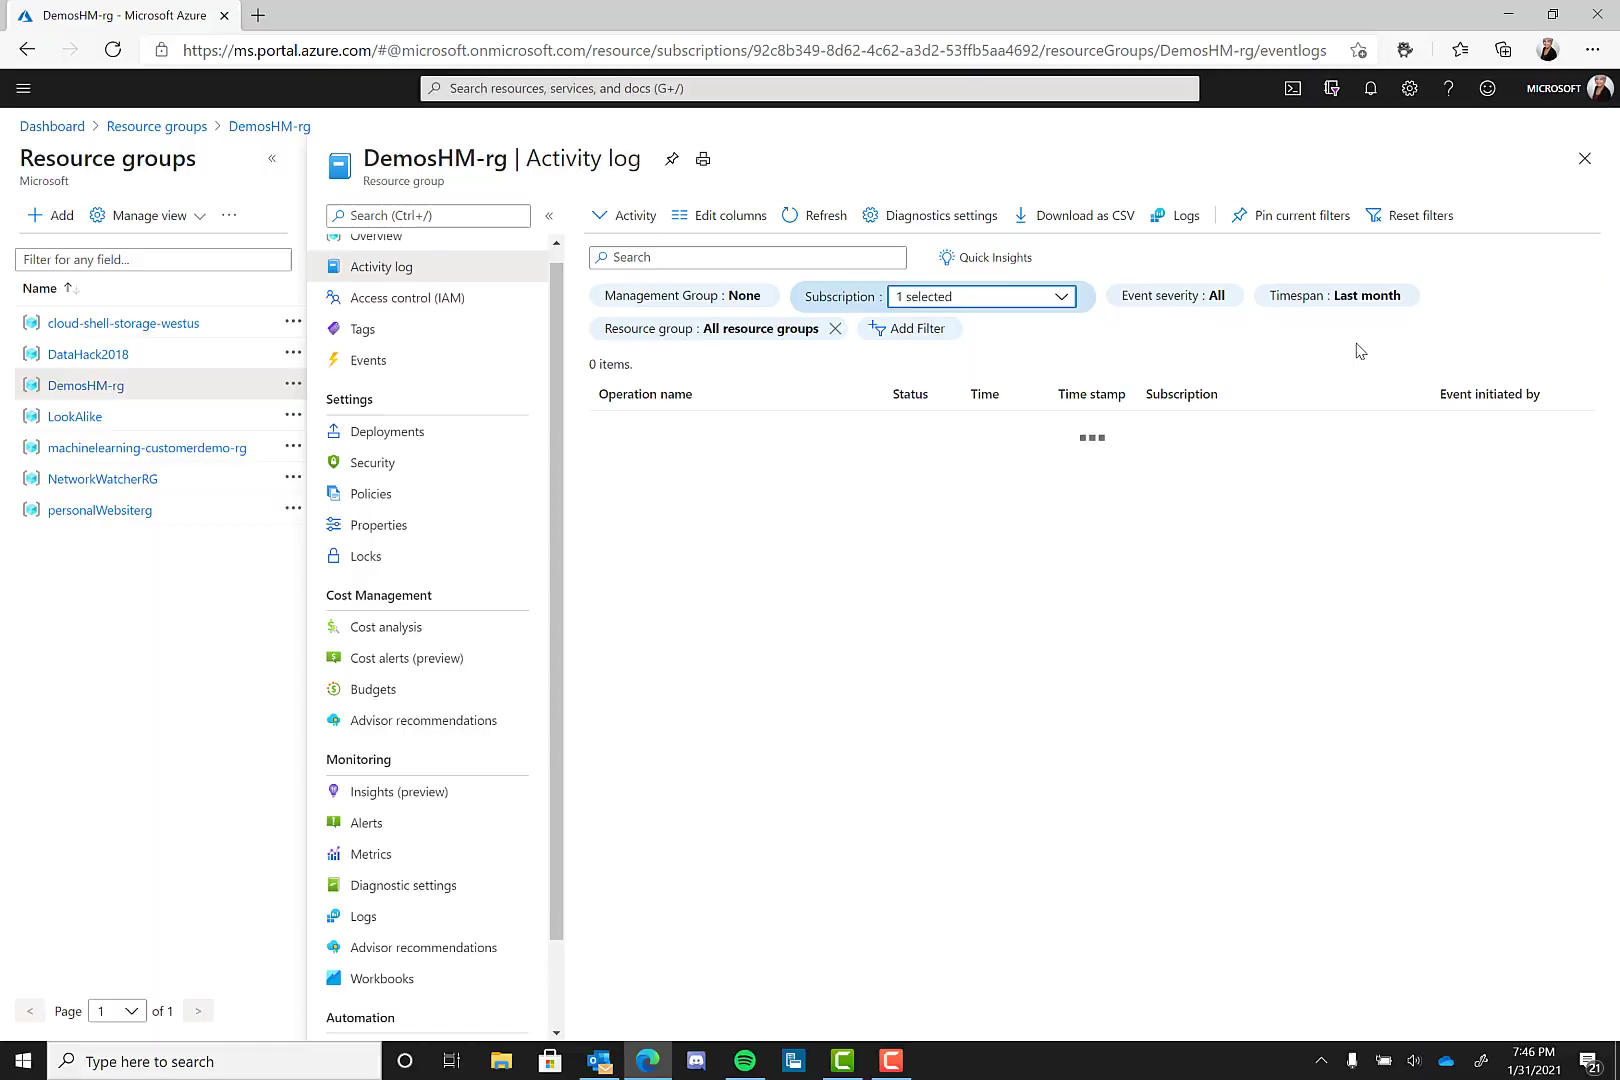 DemosHM-rg - Microsoft Azure
https://ms.portal.azure.com/#@microsoft.onmicrosoft.com/resource/subscriptions/92c8b349-8d62-4c62-a3d2-53ffb5aa4692/resourceGroups/DemosHM-rg/eventlogs
Search resources, services, and docs (G+/)
MICROSOFT
Dashboard > Resource groups > DemosHM-rg
Resource groups
Microsoft
+ Add
Manage view
...
Filter for any field...
Name
cloud-shell-storage-westus
DataHack2018
DemosHM-rg
LookAlike
machinelearning-customerdemo-rg
NetworkWatcherRG
personalWebsiterg
< Page 1 of 1 >
DemosHM-rg | Activity log
Resource group
Search (Ctrl+/)
Overview
Activity log
Access control (IAM)
Tags
Events
Settings
Deployments
Security
Policies
Properties
Locks
Cost Management
Cost analysis
Cost alerts (preview)
Budgets
Advisor recommendations
Monitoring
Insights (preview)
Alerts
Metrics
Diagnostic settings
Logs
Advisor recommendations
Workbooks
Automation
Activity Edit columns Refresh Diagnostics settings Download as CSV Logs Pin current filters Reset filters
Search
Quick Insights
Management Group : None Subscription : 1 selected Event severity : All Timespan : Last month
Resource group : All resource groups Add Filter
0 items.
Operation name Status Time Time stamp Subscription Event initiated by
Type here to search
7:46 PM
1/31/2021
21